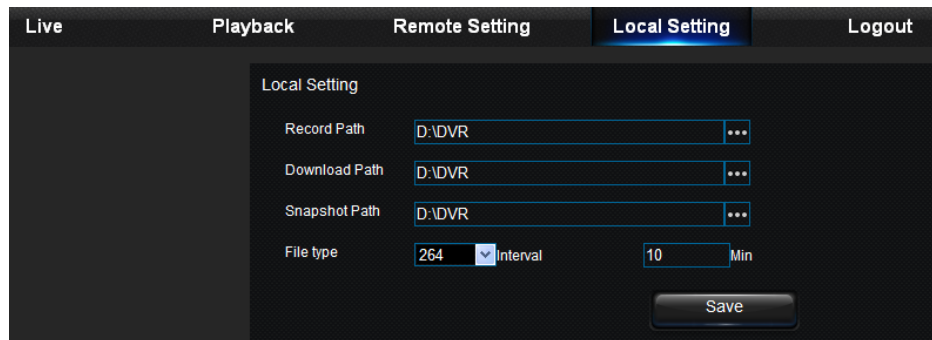 Live Playback Remote Setting Local Setting Logout
Local Setting
Record Path D:\DVR
Download Path D:\DVR
Snapshot Path D:\DVR
File type 264 Interval 10 Min
Save